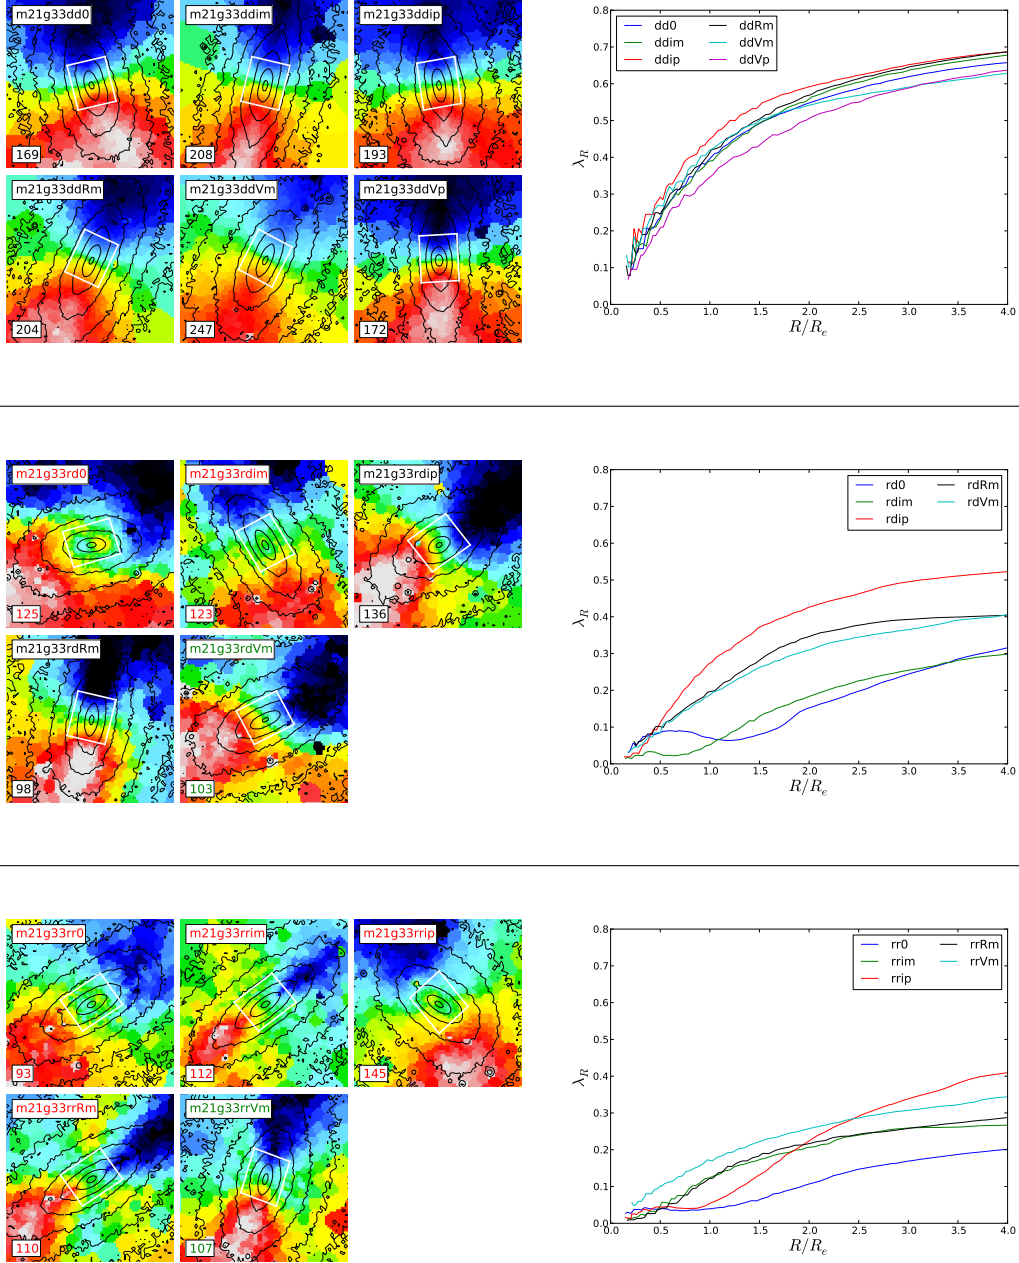 m21g33dd0
169
m21g33ddim
208
m21g33ddip
193
m21g33ddRm
204
m21g33ddVm
247
m21g33ddVp
172
0.8
0.7
0.6
0.5
0.4
0.3
0.2
0.1
0.0
λ_R
dd0 ddRm
ddim ddVm
ddip ddVp
0.0 0.5 1.0 1.5 2.0 2.5 3.0 3.5 4.0
R/R_e
m21g33rd0
125
m21g33rdim
123
m21g33rdip
136
m21g33rdRm
98
m21g33rdVm
103
0.8
0.7
0.6
0.5
0.4
0.3
0.2
0.1
0.0
λ_R
rd0 rdRm
rdim rdVm
rdip
0.0 0.5 1.0 1.5 2.0 2.5 3.0 3.5 4.0
R/R_e
m21g33rr0
93
m21g33rrim
112
m21g33rrip
145
m21g33rrRm
110
m21g33rrVm
107
0.8
0.7
0.6
0.5
0.4
0.3
0.2
0.1
0.0
λ_R
rr0 rrRm
rrim rrVm
rrip
0.0 0.5 1.0 1.5 2.0 2.5 3.0 3.5 4.0
R/R_e